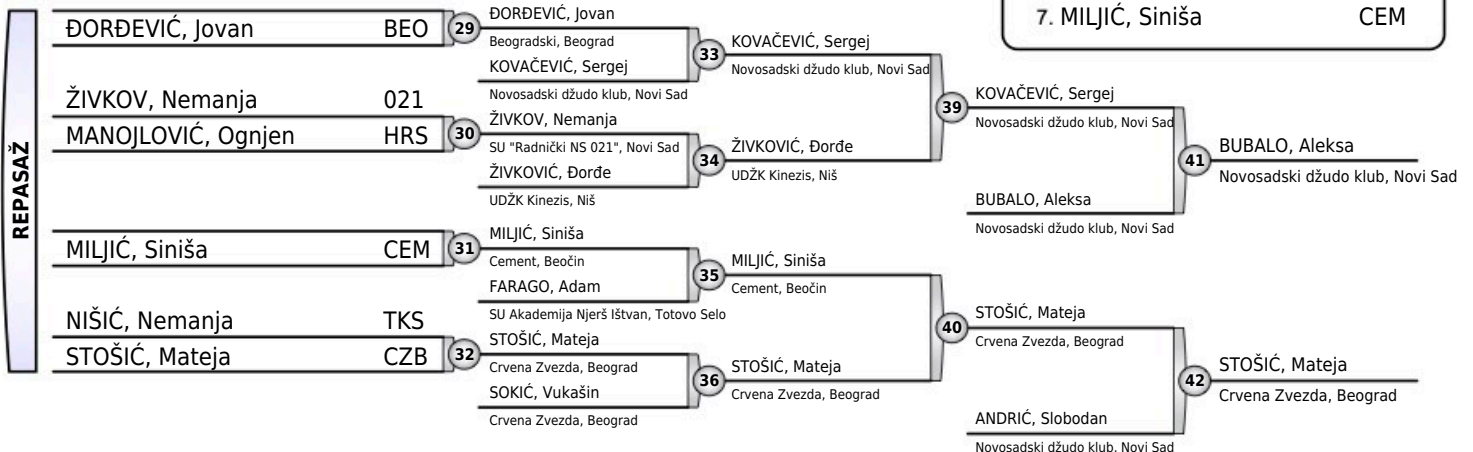 7. MILJIĆ, Siniša CEM
REPASAŽ
ĐORĐEVIĆ, Jovan BEO
ŽIVKOV, Nemanja 021
MANOJLOVIĆ, Ognjen HRS
MILJIĆ, Siniša CEM
NIŠIĆ, Nemanja TKS
STOŠIĆ, Mateja CZB
29
30
31
32
ĐORĐEVIĆ, Jovan
Beogradski, Beograd
KOVAČEVIĆ, Sergej
Novosadski džudo klub, Novi Sad
ŽIVKOV, Nemanja
SU "Radnički NS 021", Novi Sad
ŽIVKOVIĆ, Đorđe
UDŽK Kinezis, Niš
MILJIĆ, Siniša
Cement, Beočin
FARAGO, Adam
SU Akademija Njerš Ištvan, Totovo Selo
STOŠIĆ, Mateja
Crvena Zvezda, Beograd
SOKIĆ, Vukašin
Crvena Zvezda, Beograd
33
34
35
36
KOVAČEVIĆ, Sergej
Novosadski džudo klub, Novi Sad
ŽIVKOVIĆ, Đorđe
UDŽK Kinezis, Niš
MILJIĆ, Siniša
Cement, Beočin
STOŠIĆ, Mateja
Crvena Zvezda, Beograd
39
40
KOVAČEVIĆ, Sergej
Novosadski džudo klub, Novi Sad
BUBALO, Aleksa
Novosadski džudo klub, Novi Sad
STOŠIĆ, Mateja
Crvena Zvezda, Beograd
ANDRIĆ, Slobodan
Novosadski džudo klub, Novi Sad
41
42
BUBALO, Aleksa
Novosadski džudo klub, Novi Sad
STOŠIĆ, Mateja
Crvena Zvezda, Beograd